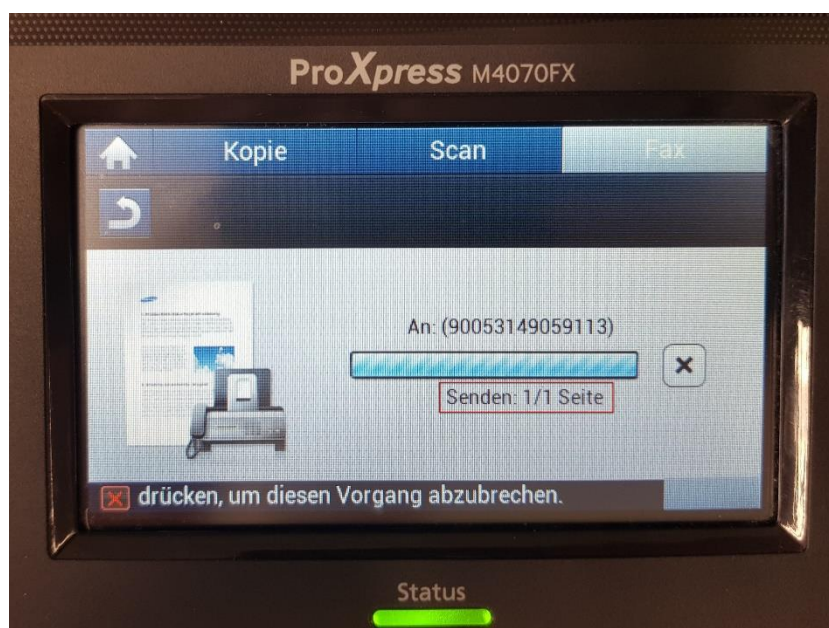 ProXpress M4070FX
Kopie Scan Fax
An: (90053149059113)
Senden: 1/1 Seite
drücken, um diesen Vorgang abzubrechen.
Status